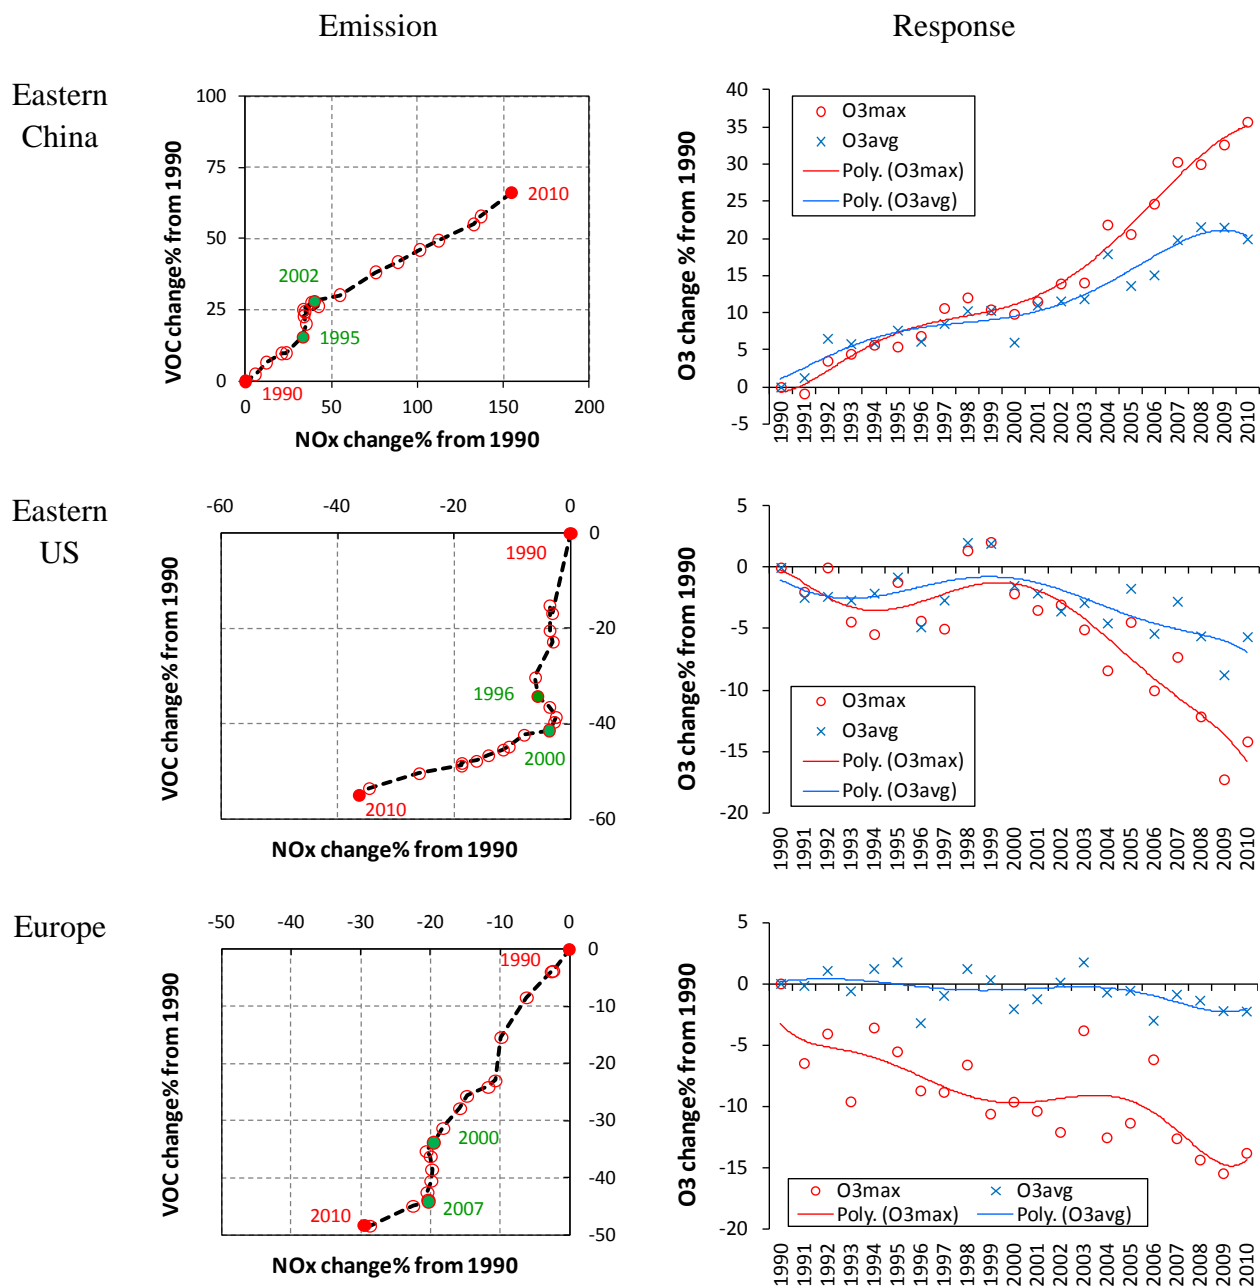 Emission
Response
Eastern
China
VOC change% from 1990
100
75
50
25
0
2010
2002
1995
1990
0 50 100 150 200
NOx change% from 1990
O3 change % from 1990
40
35
30
25
20
15
10
5
0
-5
O3max
O3avg
Poly. (O3max)
Poly. (O3avg)
1990 1991 1992 1993 1994 1995 1996 1997 1998 1999 2000 2001 2002 2003 2004 2005 2006 2007 2008 2009 2010
Eastern
US
-60 -40 -20 0
VOC change% from 1990
0
-20
-40
-60
1990
1996
2000
2010
NOx change% from 1990
O3 change% from 1990
5
0
-5
-10
-15
-20
O3max
O3avg
Poly. (O3max)
Poly. (O3avg)
1990 1991 1992 1993 1994 1995 1996 1997 1998 1999 2000 2001 2002 2003 2004 2005 2006 2007 2008 2009 2010
Europe
-50 -40 -30 -20 -10 0
VOC change% from 1990
0
-10
-20
-30
-40
-50
1990
2000
2007
2010
NOx change% from 1990
O3 change% from 1990
5
0
-5
-10
-15
-20
O3max O3avg
Poly. (O3max) Poly. (O3avg)
1990 1991 1992 1993 1994 1995 1996 1997 1998 1999 2000 2001 2002 2003 2004 2005 2006 2007 2008 2009 2010